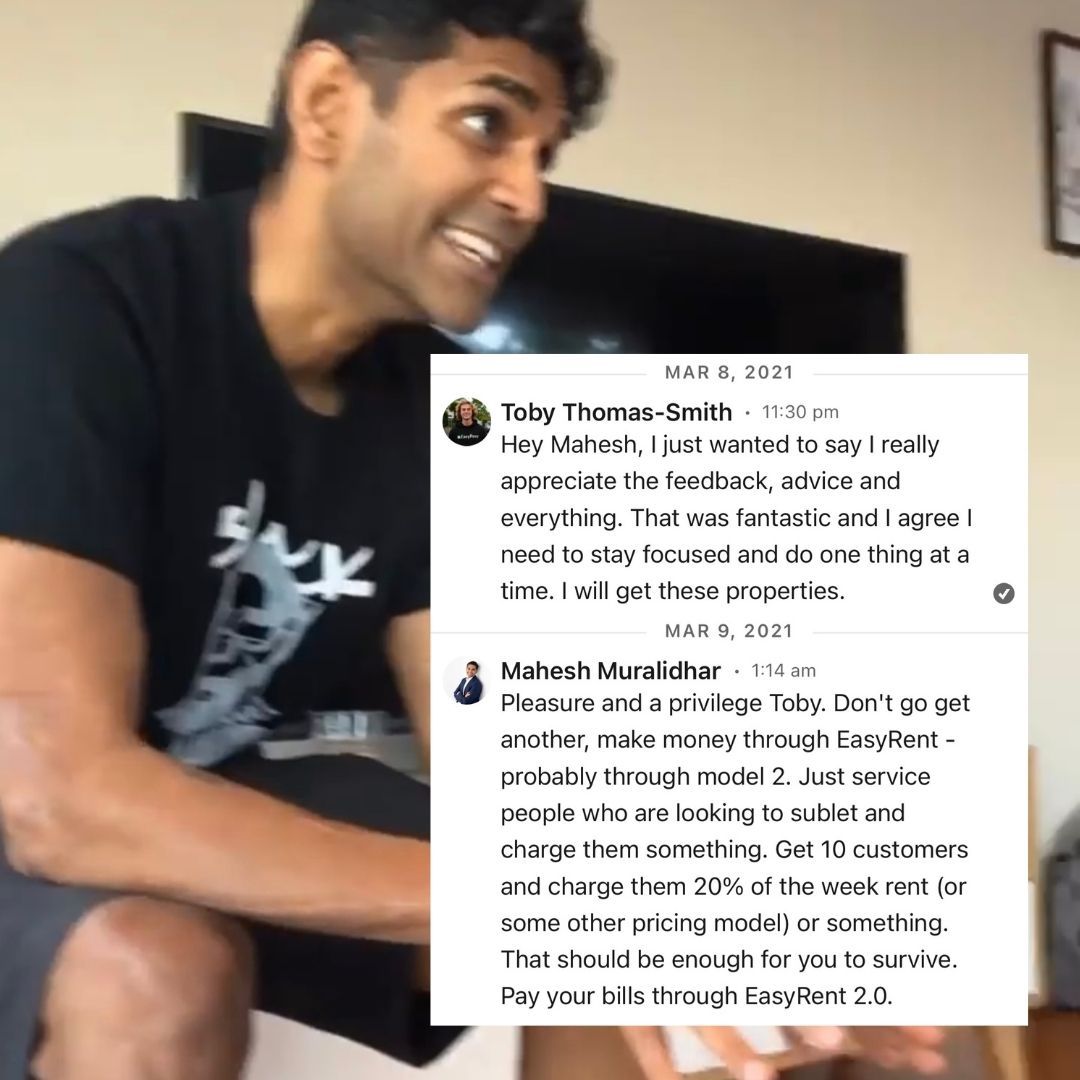 MAR 8, 2021
Toby Thomas-Smith · 11:30 pm
Hey Mahesh, I just wanted to say I really
appreciate the feedback, advice and
everything. That was fantastic and I agree I
need to stay focused and do one thing at a
time. I will get these properties.
MAR 9, 2021
Mahesh Muralidhar · 1:14 am
Pleasure and a privilege Toby. Don't go get
another, make money through EasyRent -
probably through model 2. Just service
people who are looking to sublet and
charge them something. Get 10 customers
and charge them 20% of the week rent (or
some other pricing model) or something.
That should be enough for you to survive.
Pay your bills through EasyRent 2.0.